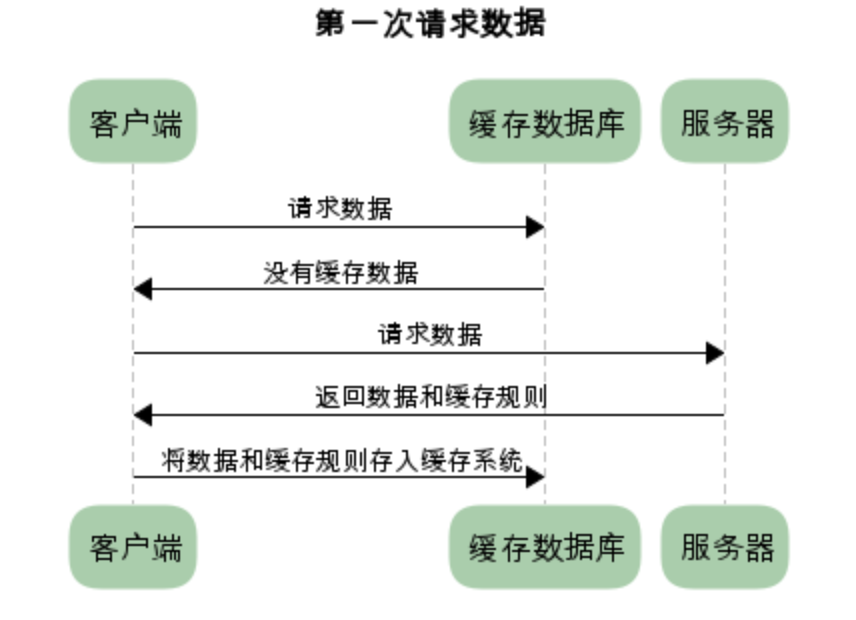 第一次请求数据
客户端
缓存数据库
服务器
请求数据
没有缓存数据
请求数据
返回数据和缓存规则
将数据和缓存规则存入缓存系统
客户端
缓存数据库
服务器